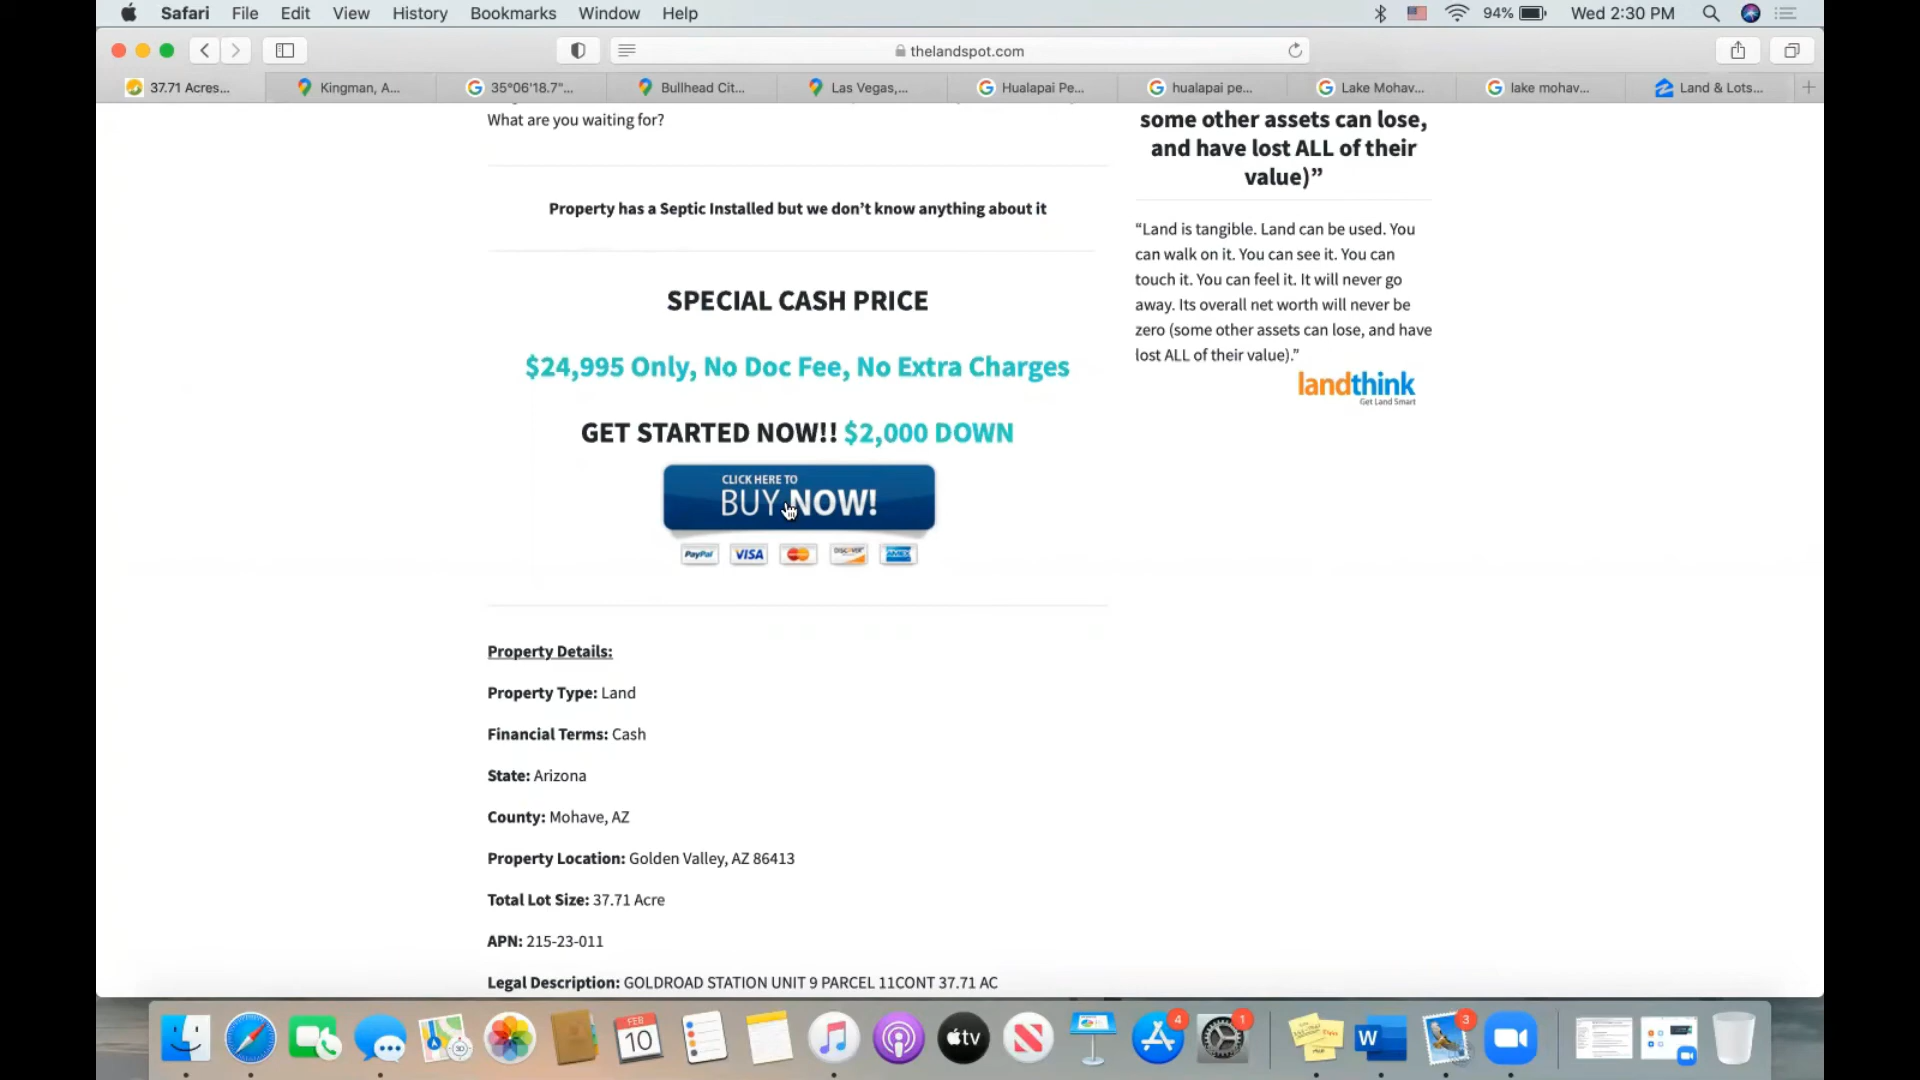 Safari File Edit View History Bookmarks Window Help 94% Wed 2:30 PM
thelandspot.com
37.71 Acres... Kingman, A... 35°06'18.7"... Bullhead Cit... Las Vegas,... Hualapai Pe... hualapai pe... Lake Mohav... lake mohav... Land & Lots...
What are you waiting for?
Property has a Septic Installed but we don’t know anything about it
SPECIAL CASH PRICE
$24,995 Only, No Doc Fee, No Extra Charges
GET STARTED NOW!! $2,000 DOWN
CLICK HERE TO
BUY NOW!
PayPal VISA DISCOVER AMEX
Property Details:
Property Type: Land
Financial Terms: Cash
State: Arizona
County: Mohave, AZ
Property Location: Golden Valley, AZ 86413
Total Lot Size: 37.71 Acre
APN: 215-23-011
Legal Description: GOLDROAD STATION UNIT 9 PARCEL 11CONT 37.71 AC
some other assets can lose,
and have lost ALL of their
value)”
“Land is tangible. Land can be used. You
can walk on it. You can see it. You can
touch it. You can feel it. It will never go
away. Its overall net worth will never be
zero (some other assets can lose, and have
lost ALL of their value).”
landthink
Get Land Smart
3D
FEB
10
tv
4
1
W
3